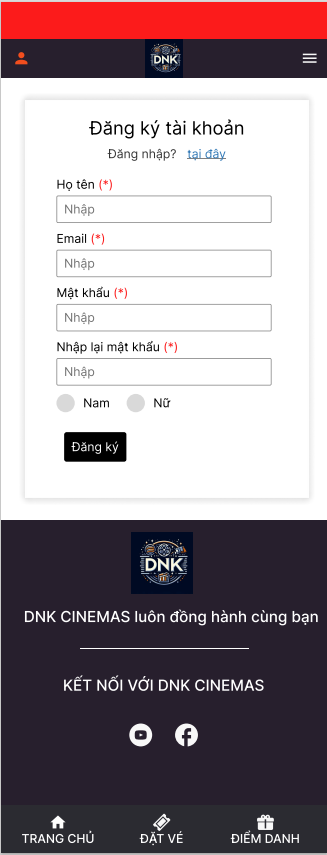 DNK
Đăng ký tài khoản
Đăng nhập? tại đây
Họ tên (*)
Nhập
Email (*)
Nhập
Mật khẩu (*)
Nhập
Nhập lại mật khẩu (*)
Nhập
Nam Nữ
Đăng ký
DNK
DNK CINEMAS luôn đồng hành cùng bạn
KẾT NỐI VỚI DNK CINEMAS
TRANG CHỦ ĐẶT VÉ ĐIỂM DANH